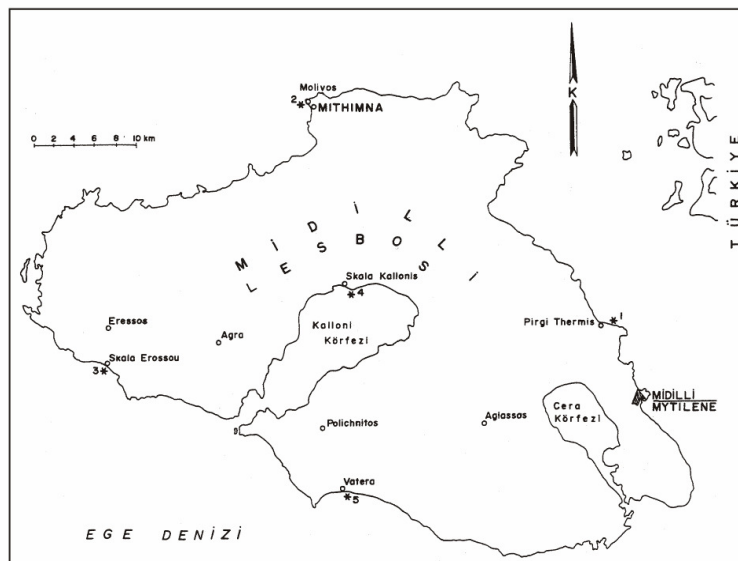 Molivos
2*
MITHIMNA
0 2 4 6 8 10 km
K
TÜRKİYE
MİDİLLİ
LESBOS
Skala Kallonis
*4
Kalloni
Körfezi
Eressos
Agra
Skala Erossou
3*
Pirgi Thermis
*1
MİDİLLİ
MYTILENE
Cera
Körfezi
Aglassos
Polichnitos
Vatera
*5
EGE DENİZİ